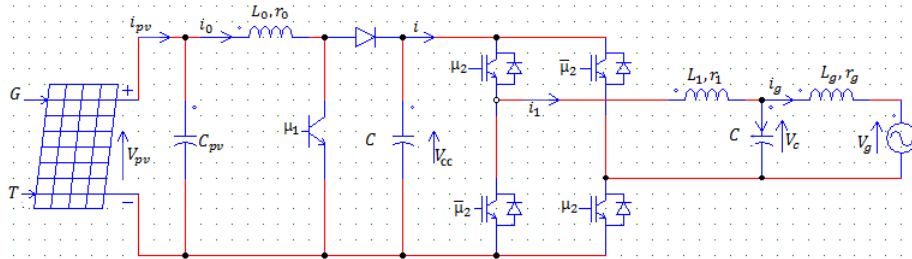 i_pv
i_0
L_0, r_0
i
μ_2
μ̅_2
L_1, r_1
i_g
L_g, r_g
G
+
V_pv
C_pv
μ_1
C
V_cc
i_1
C
V_c
V_g
T
−
μ̅_2
μ_2